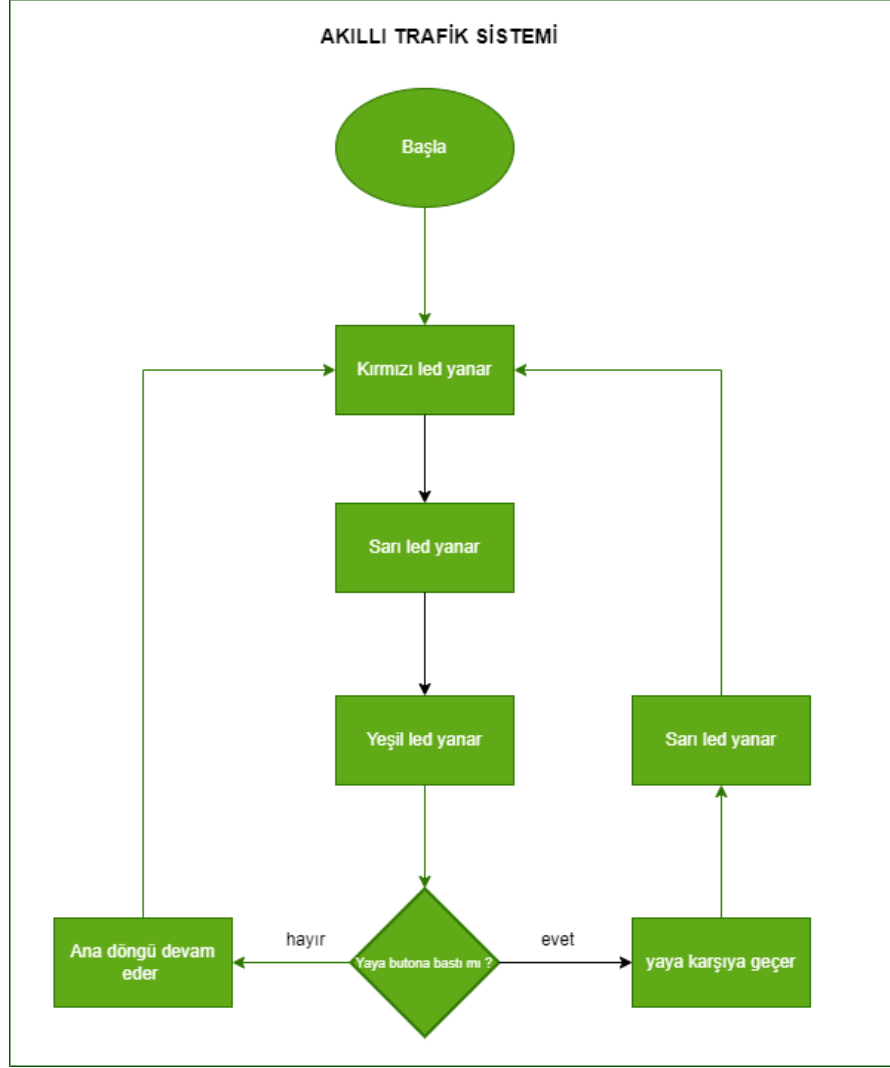 AKILLI TRAFİK SİSTEMİ
Başla
Kırmızı led yanar
Sarı led yanar
Yeşil led yanar
Sarı led yanar
hayır
evet
Ana döngü devam
eder
Yaya butona bastı mı ?
yaya karşıya geçer